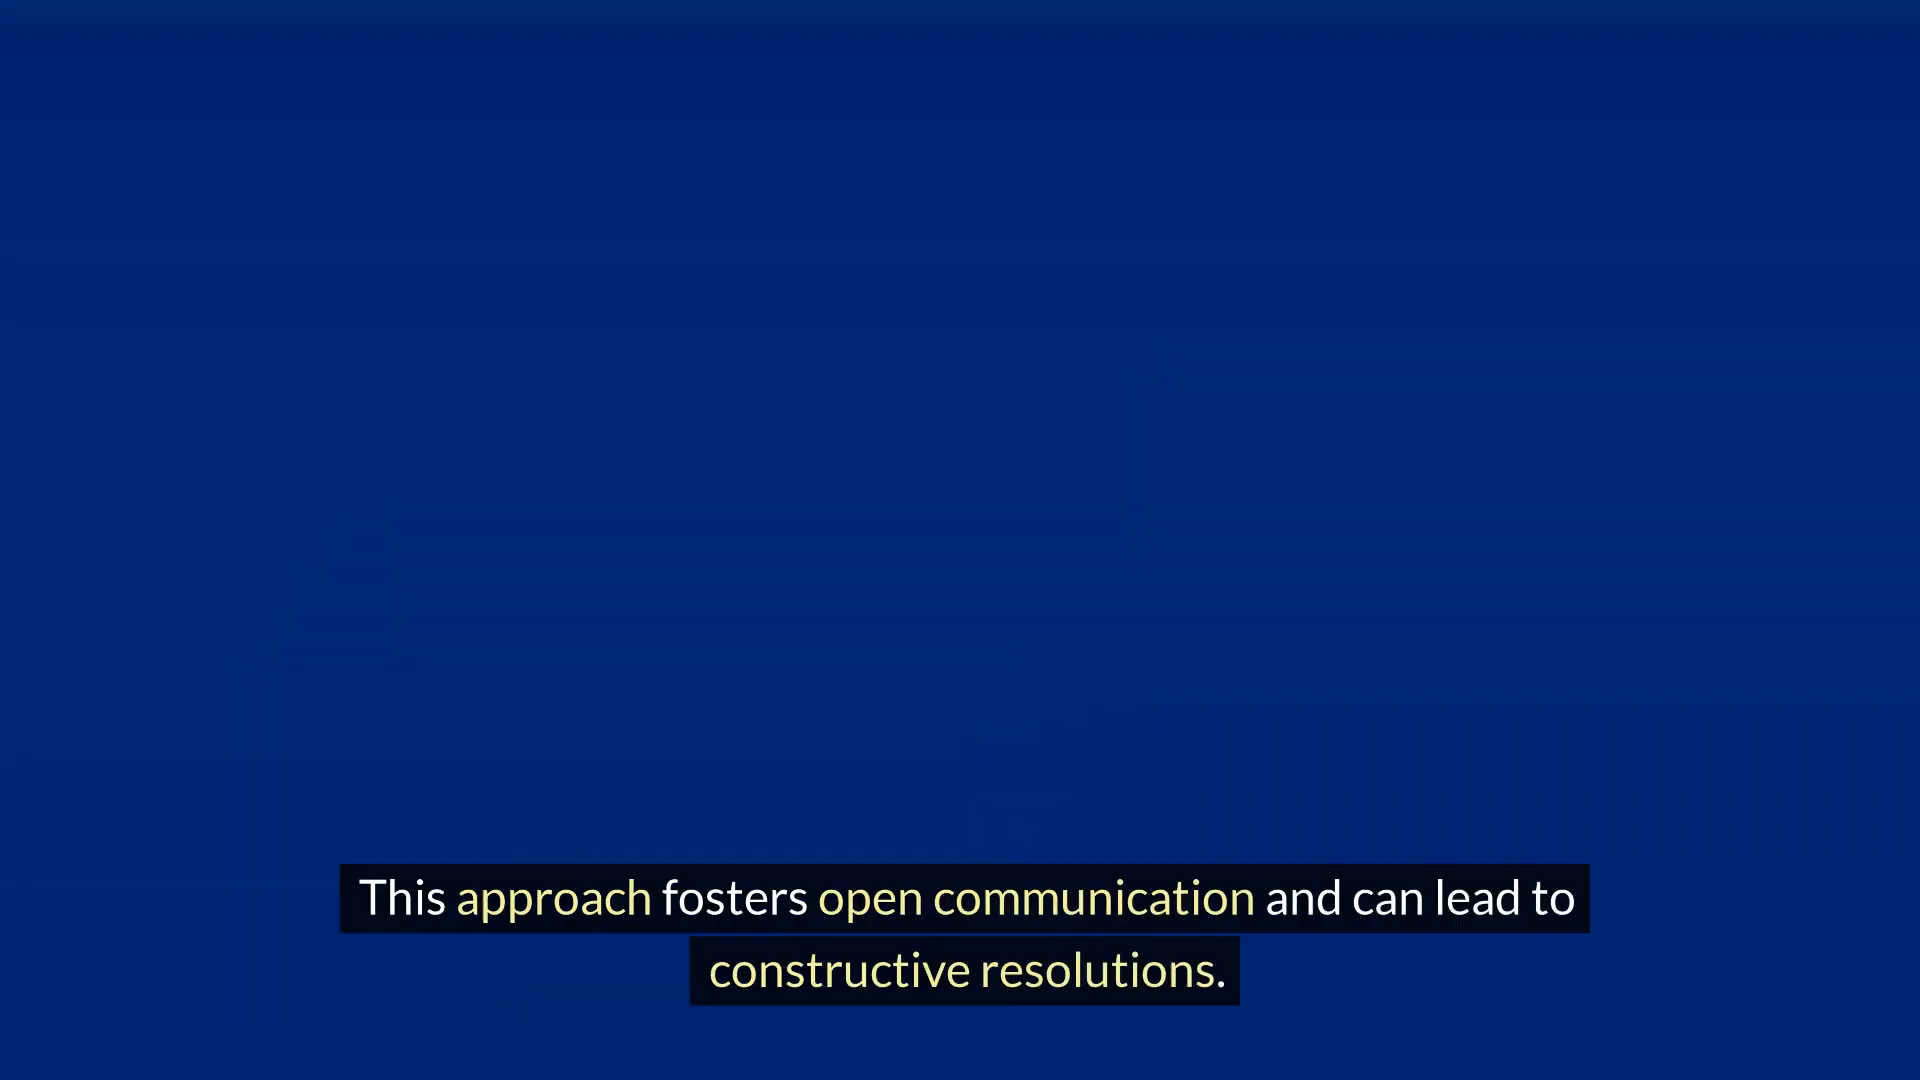 This approach fosters open communication and can lead to
constructive resolutions.